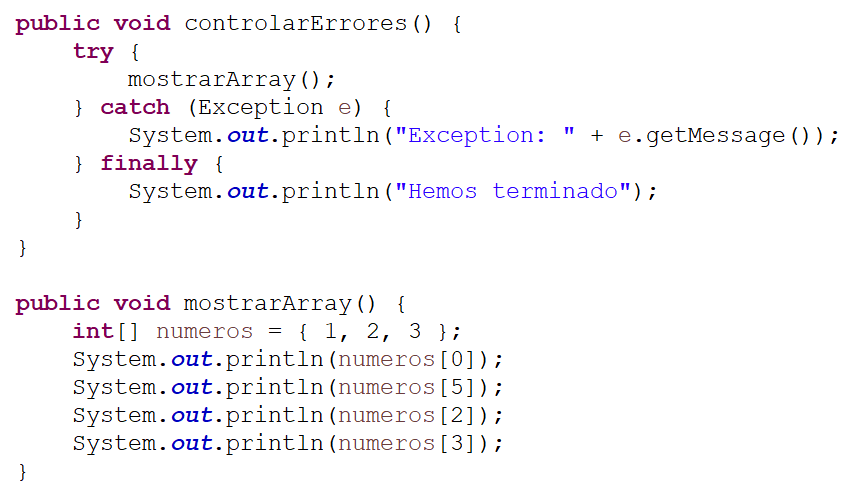 public void controlarErrores() {
    try {
        mostrarArray();
    } catch (Exception e) {
        System.out.println("Exception: " + e.getMessage());
    } finally {
        System.out.println("Hemos terminado");
    }
}

public void mostrarArray() {
    int[] numeros = { 1, 2, 3 };
    System.out.println(numeros[0]);
    System.out.println(numeros[5]);
    System.out.println(numeros[2]);
    System.out.println(numeros[3]);
}